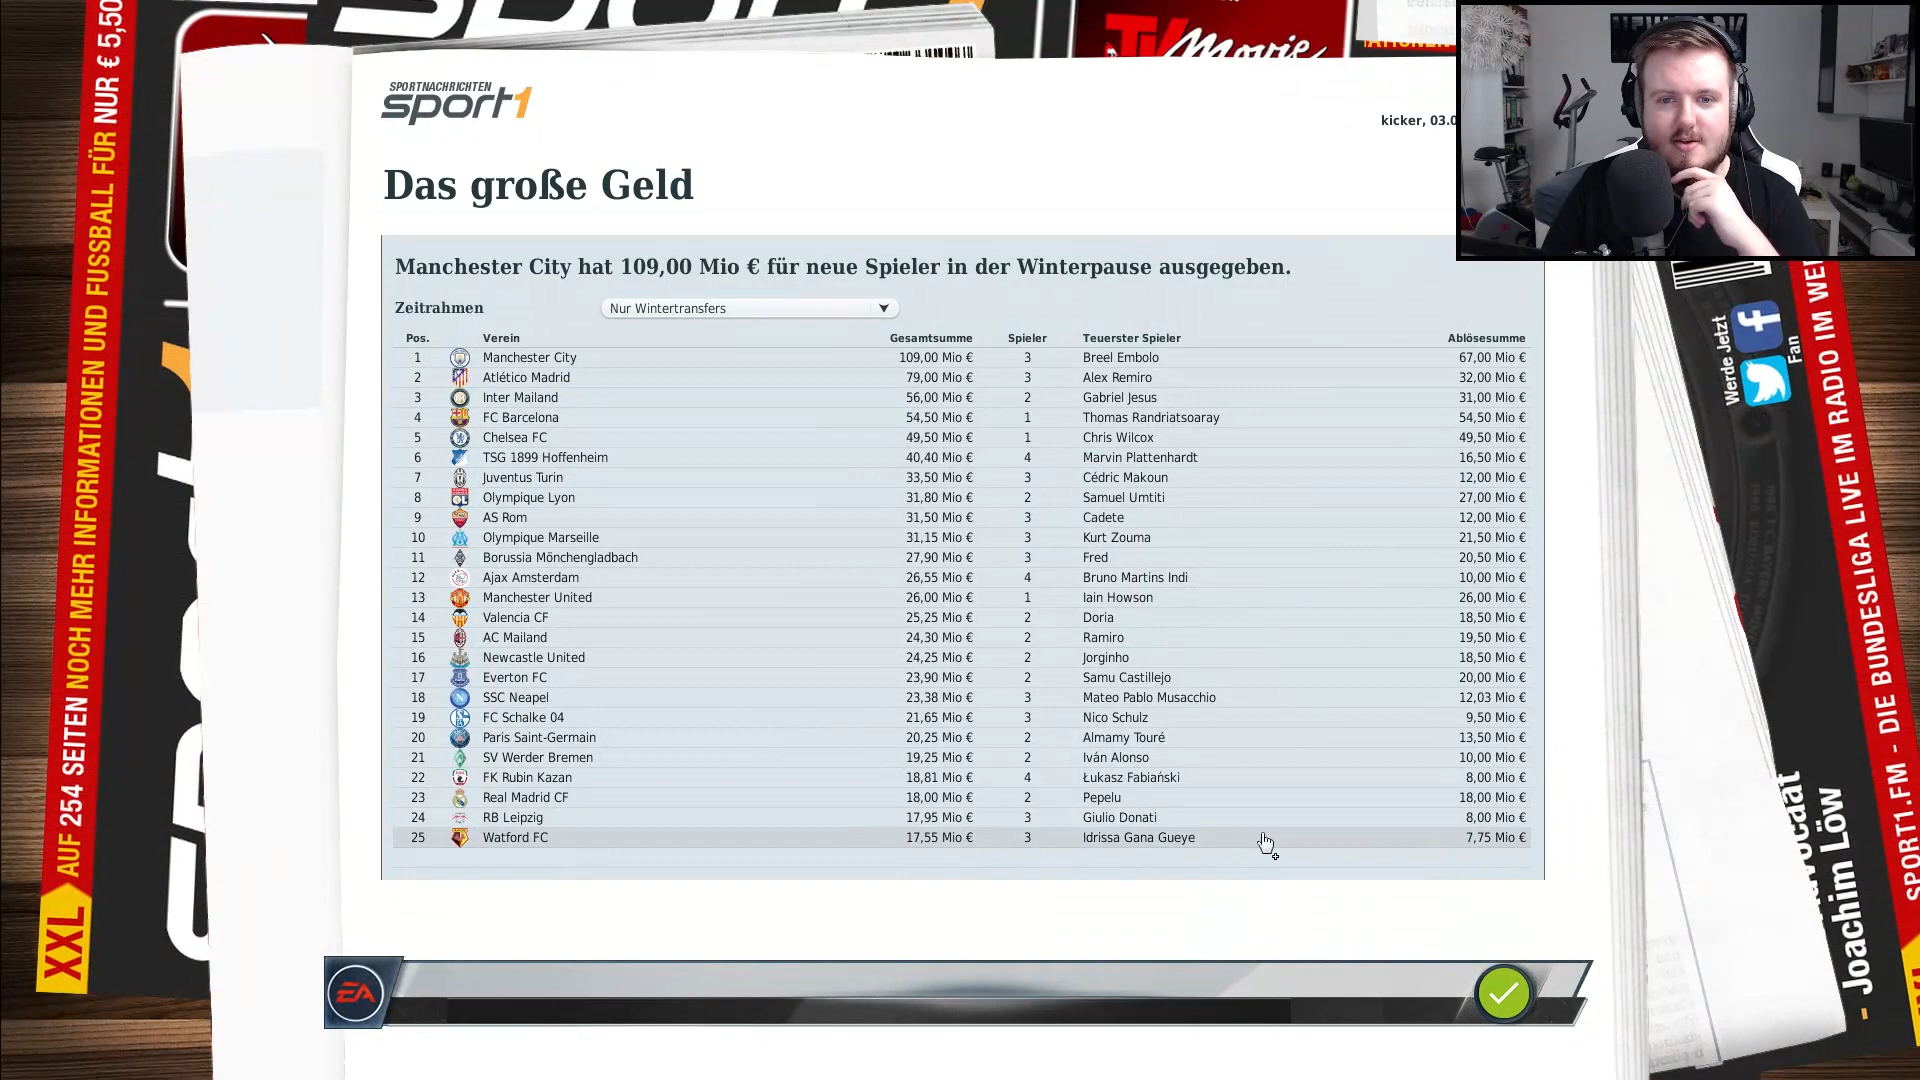 SPORTNACHRICHTEN
sport1
kicker, 03.0
Das große Geld
Manchester City hat 109,00 Mio € für neue Spieler in der Winterpause ausgegeben.
Zeitrahmen Nur Wintertransfers
Pos. Verein Gesamtsumme Spieler Teuerster Spieler Ablösesumme
1 Manchester City 109,00 Mio € 3 Breel Embolo 67,00 Mio €
2 Atlético Madrid 79,00 Mio € 3 Alex Remiro 32,00 Mio €
3 Inter Mailand 56,00 Mio € 2 Gabriel Jesus 31,00 Mio €
4 FC Barcelona 54,50 Mio € 1 Thomas Randriatsoaray 54,50 Mio €
5 Chelsea FC 49,50 Mio € 1 Chris Wilcox 49,50 Mio €
6 TSG 1899 Hoffenheim 40,40 Mio € 4 Marvin Plattenhardt 16,50 Mio €
7 Juventus Turin 33,50 Mio € 3 Cédric Makoun 12,00 Mio €
8 Olympique Lyon 31,80 Mio € 2 Samuel Umtiti 27,00 Mio €
9 AS Rom 31,50 Mio € 3 Cadete 12,00 Mio €
10 Olympique Marseille 31,15 Mio € 3 Kurt Zouma 21,50 Mio €
11 Borussia Mönchengladbach 27,90 Mio € 3 Fred 20,50 Mio €
12 Ajax Amsterdam 26,55 Mio € 4 Bruno Martins Indi 10,00 Mio €
13 Manchester United 26,00 Mio € 1 Iain Howson 26,00 Mio €
14 Valencia CF 25,25 Mio € 2 Doria 18,50 Mio €
15 AC Mailand 24,30 Mio € 2 Ramiro 19,50 Mio €
16 Newcastle United 24,25 Mio € 2 Jorginho 18,50 Mio €
17 Everton FC 23,90 Mio € 2 Samu Castillejo 20,00 Mio €
18 SSC Neapel 23,38 Mio € 3 Mateo Pablo Musacchio 12,03 Mio €
19 FC Schalke 04 21,65 Mio € 3 Nico Schulz 9,50 Mio €
20 Paris Saint-Germain 20,25 Mio € 2 Almamy Touré 13,50 Mio €
21 SV Werder Bremen 19,25 Mio € 2 Iván Alonso 10,00 Mio €
22 FK Rubin Kazan 18,81 Mio € 4 Łukasz Fabiański 8,00 Mio €
23 Real Madrid CF 18,00 Mio € 2 Pepelu 18,00 Mio €
24 RB Leipzig 17,95 Mio € 3 Giulio Donati 8,00 Mio €
25 Watford FC 17,55 Mio € 3 Idrissa Gana Gueye 7,75 Mio €
EA
XXL AUF 254 SEITEN NOCH MEHR INFORMATIONEN UND FUSSBALL FÜR NUR € 5,50
TV Movie
Werde Jetzt
Fan
- Joachim Löw
SPORT1.FM - DIE BUNDESLIGA LIVE IM RADIO IM WE